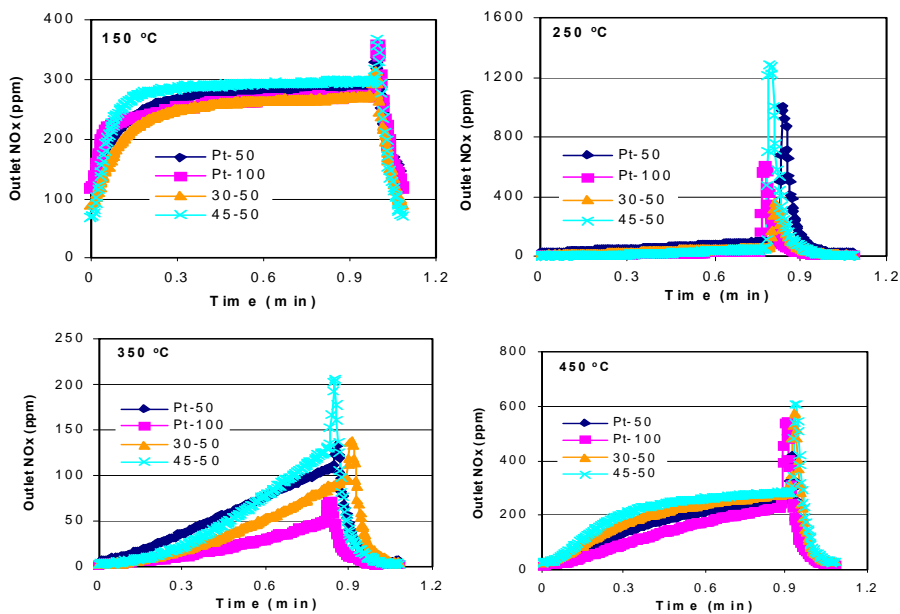 150 ºC
Outlet NOx (ppm)
400
300
200
100
0
Pt-50
Pt-100
30-50
45-50
0 0.3 0.6 0.9 1.2
Time (min)
250 ºC
Outlet NOx (ppm)
1600
1200
800
400
0
Pt-50
Pt-100
30-50
45-50
0 0.3 0.6 0.9 1.2
Time (min)
350 ºC
Outlet NOx (ppm)
250
200
150
100
50
0
Pt-50
Pt-100
30-50
45-50
0 0.3 0.6 0.9 1.2
Time (min)
450 ºC
Outlet NOx (ppm)
800
600
400
200
0
Pt-50
Pt-100
30-50
45-50
0 0.3 0.6 0.9 1.2
Time (min)